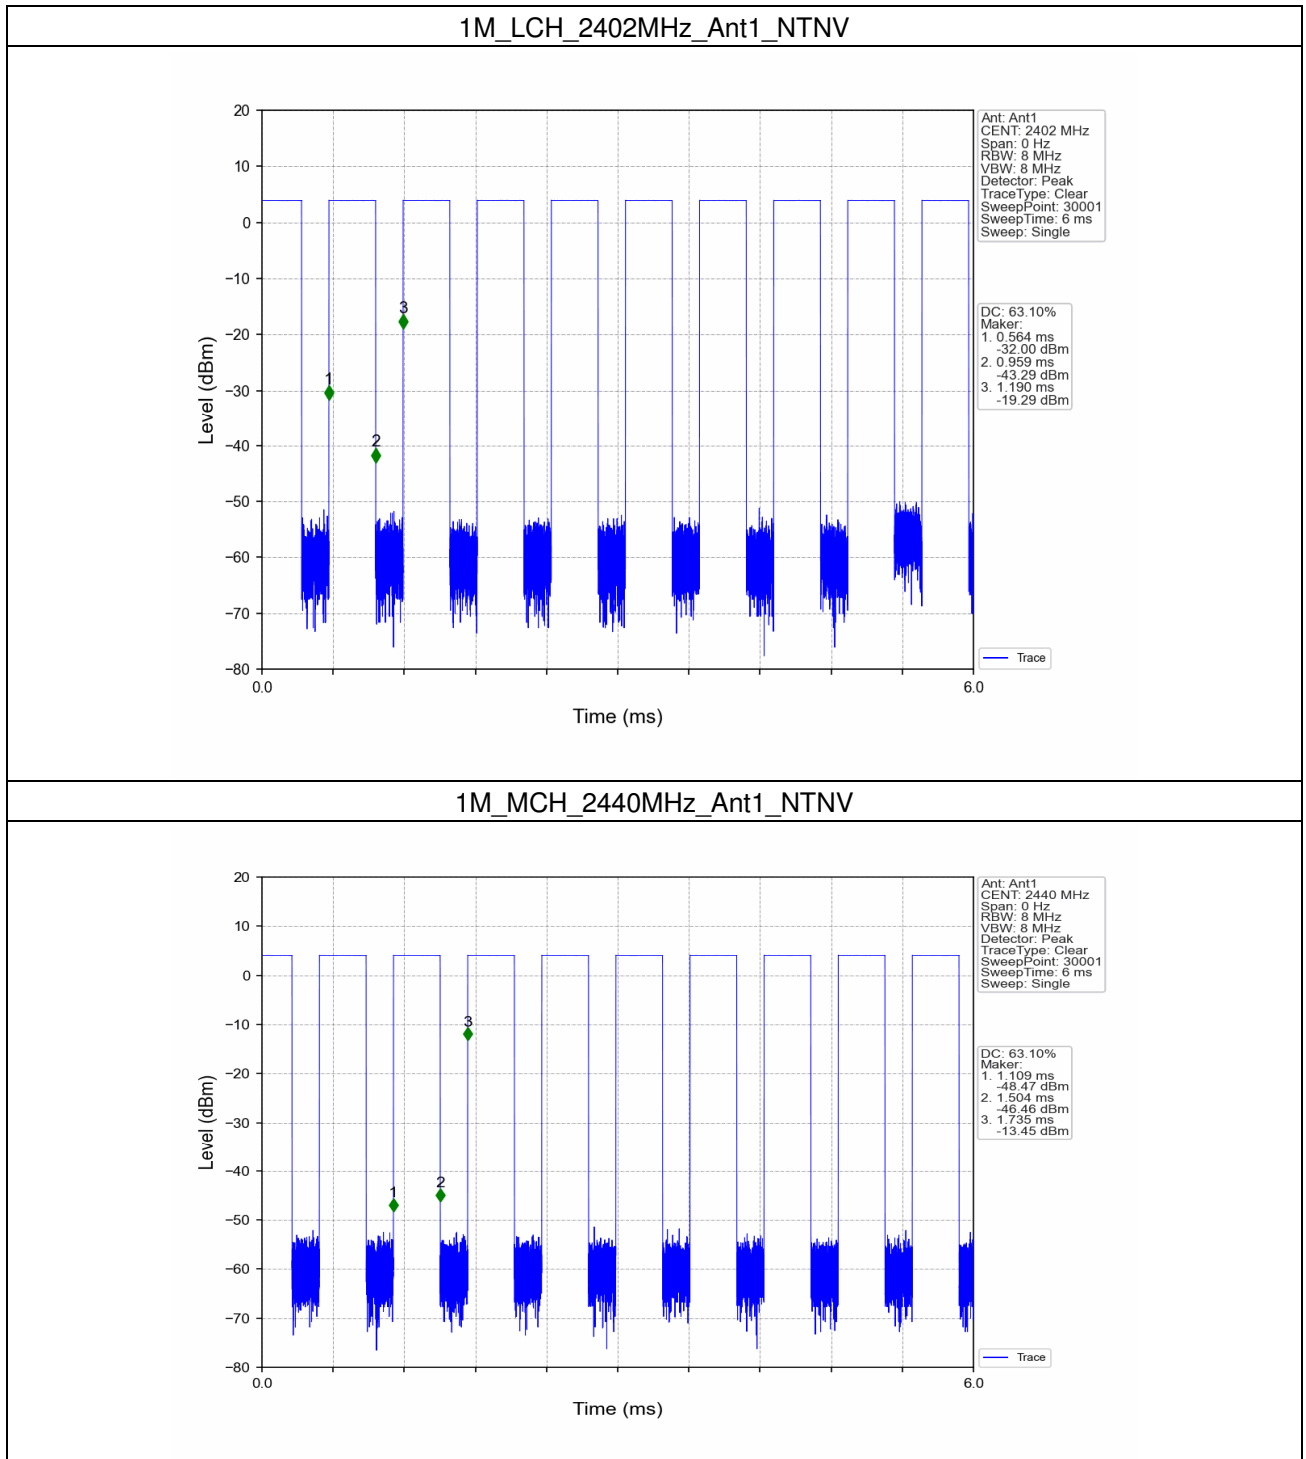 1M_LCH_2402MHz_Ant1_NTNV
20
10
0
−10
−20
−30
−40
−50
−60
−70
−80
Level (dBm)
0.0
6.0
Time (ms)
1
2
3
Ant: Ant1
CENT: 2402 MHz
Span: 0 Hz
RBW: 8 MHz
VBW: 8 MHz
Detector: Peak
TraceType: Clear
SweepPoint: 30001
SweepTime: 6 ms
Sweep: Single
DC: 63.10%
Maker:
1. 0.564 ms
-32.00 dBm
2. 0.959 ms
-43.29 dBm
3. 1.190 ms
-19.29 dBm
Trace
1M_MCH_2440MHz_Ant1_NTNV
20
10
0
−10
−20
−30
−40
−50
−60
−70
−80
Level (dBm)
0.0
6.0
Time (ms)
1
2
3
Ant: Ant1
CENT: 2440 MHz
Span: 0 Hz
RBW: 8 MHz
VBW: 8 MHz
Detector: Peak
TraceType: Clear
SweepPoint: 30001
SweepTime: 6 ms
Sweep: Single
DC: 63.10%
Maker:
1. 1.109 ms
-48.47 dBm
2. 1.504 ms
-46.46 dBm
3. 1.735 ms
-13.45 dBm
Trace